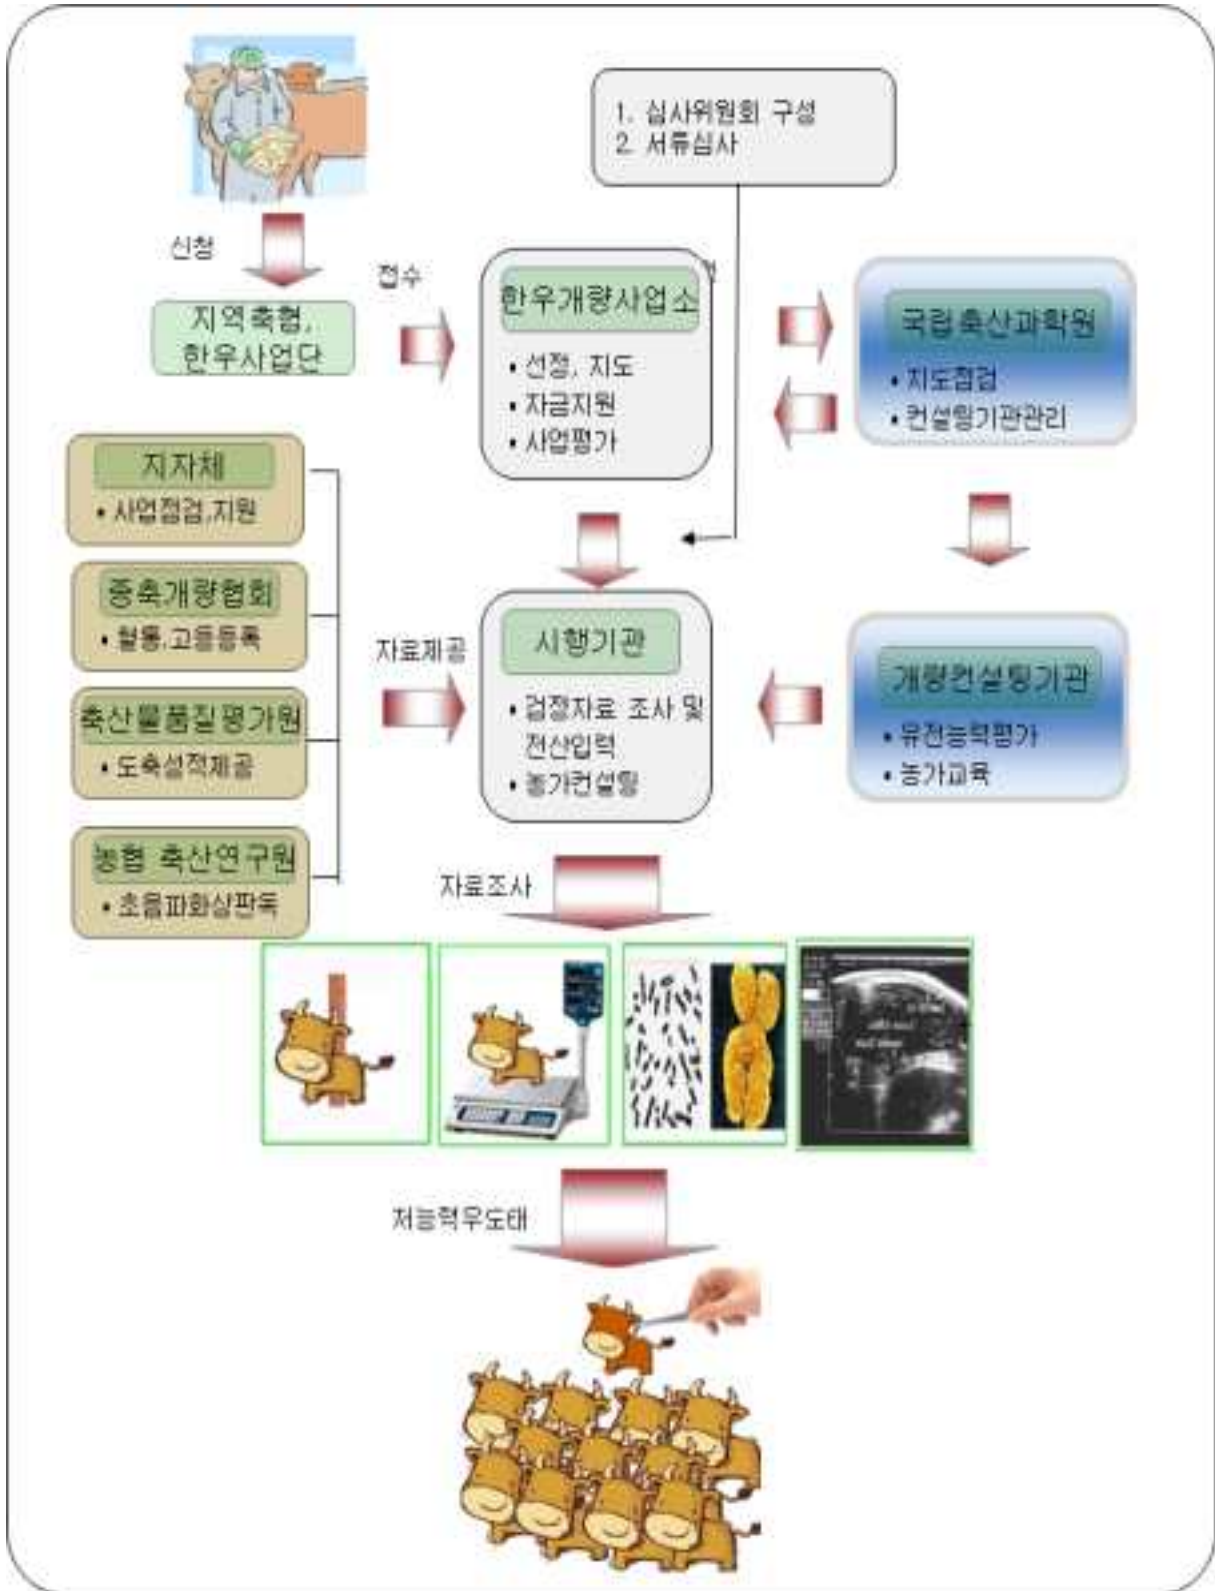 1. 심사위원회 구성
2. 서류심사
신청
지역축협,
한우사업단
접수
한우개량사업소
• 선정, 지도
• 자금지원
• 사업평가
국립축산과학원
• 지도점검
• 컨설팅기관관리
지자체
• 사업점검,지원
종축개량협회
• 혈통,고등등록
축산물품질평가원
• 도축성적제공
농협 축산연구원
• 초음파화상판독
자료제공
시행기관
• 검정자료 조사 및
전산입력
• 농가컨설팅
개량컨설팅기관
• 유전능력평가
• 농가교육
자료조사
저능력우도태